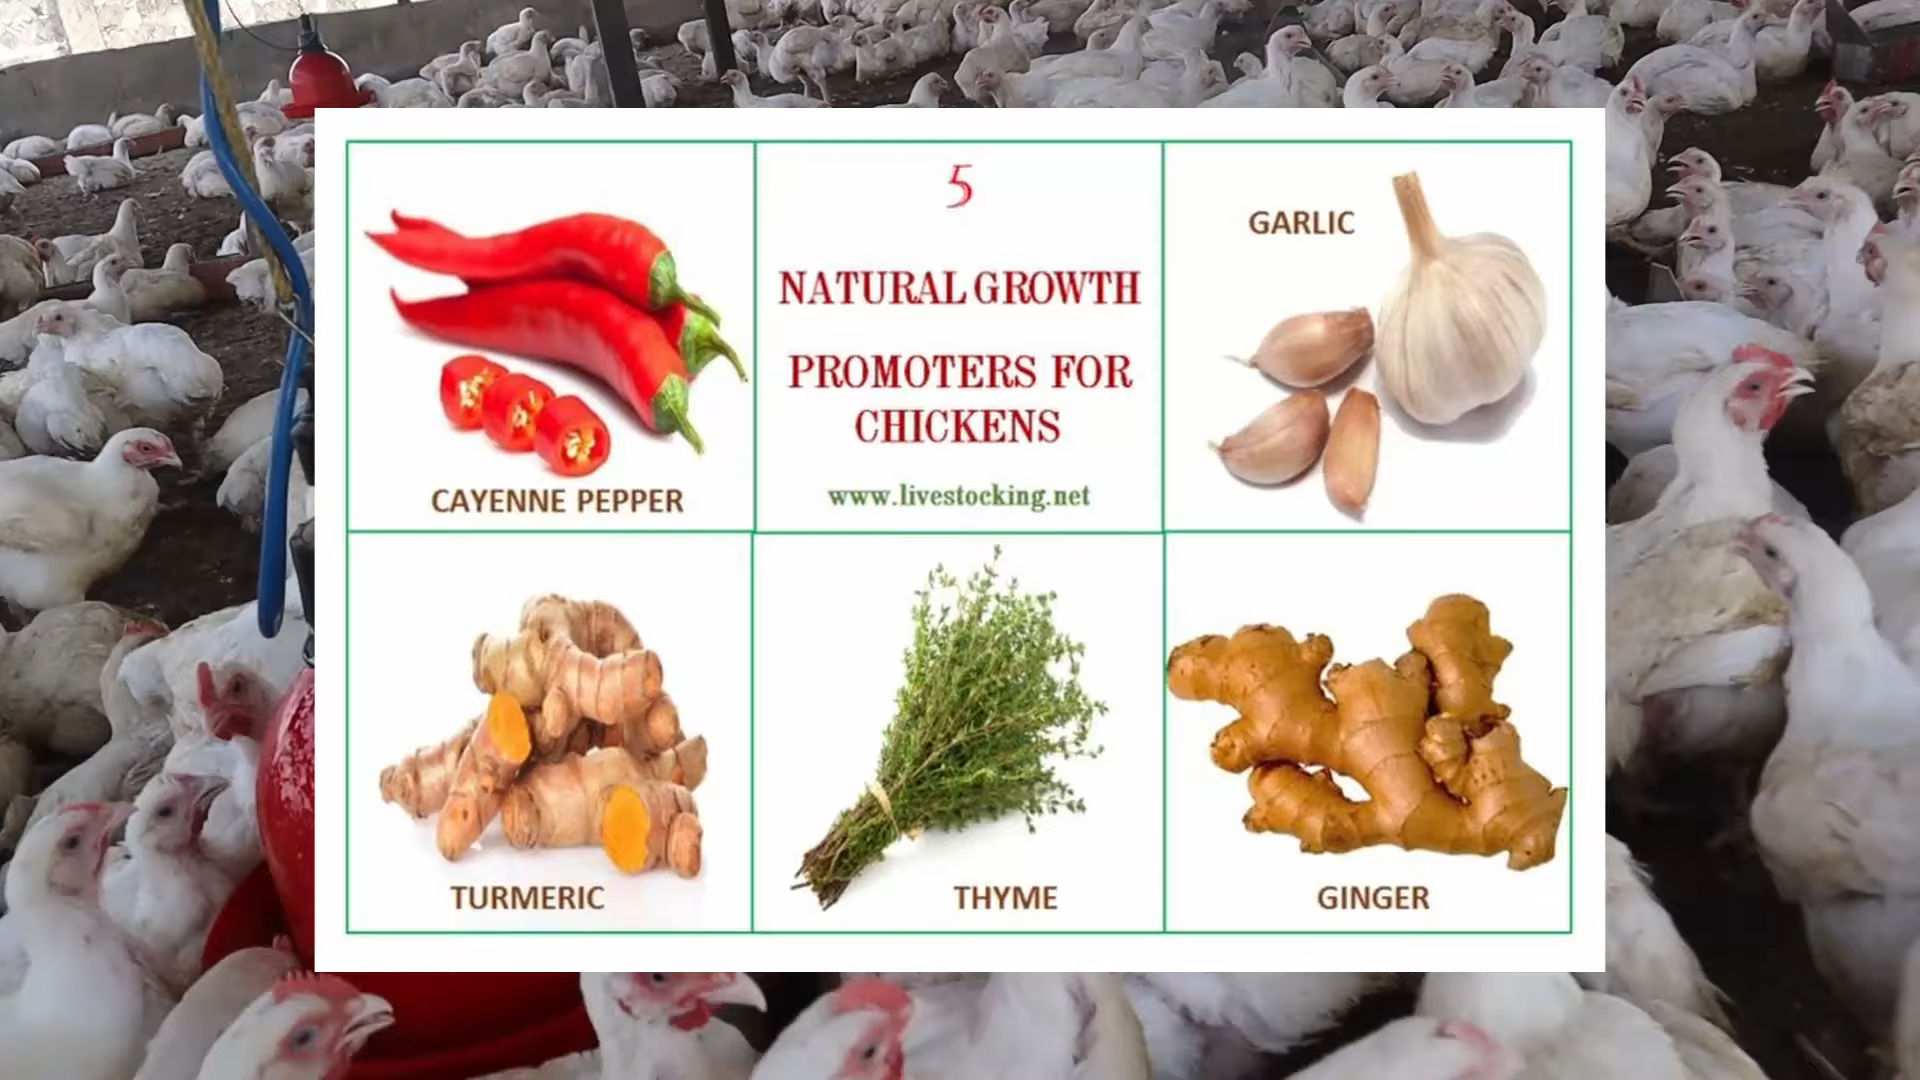 5
NATURAL GROWTH
PROMOTERS FOR
CHICKENS
www.livestocking.net
GARLIC
CAYENNE PEPPER
TURMERIC
THYME
GINGER